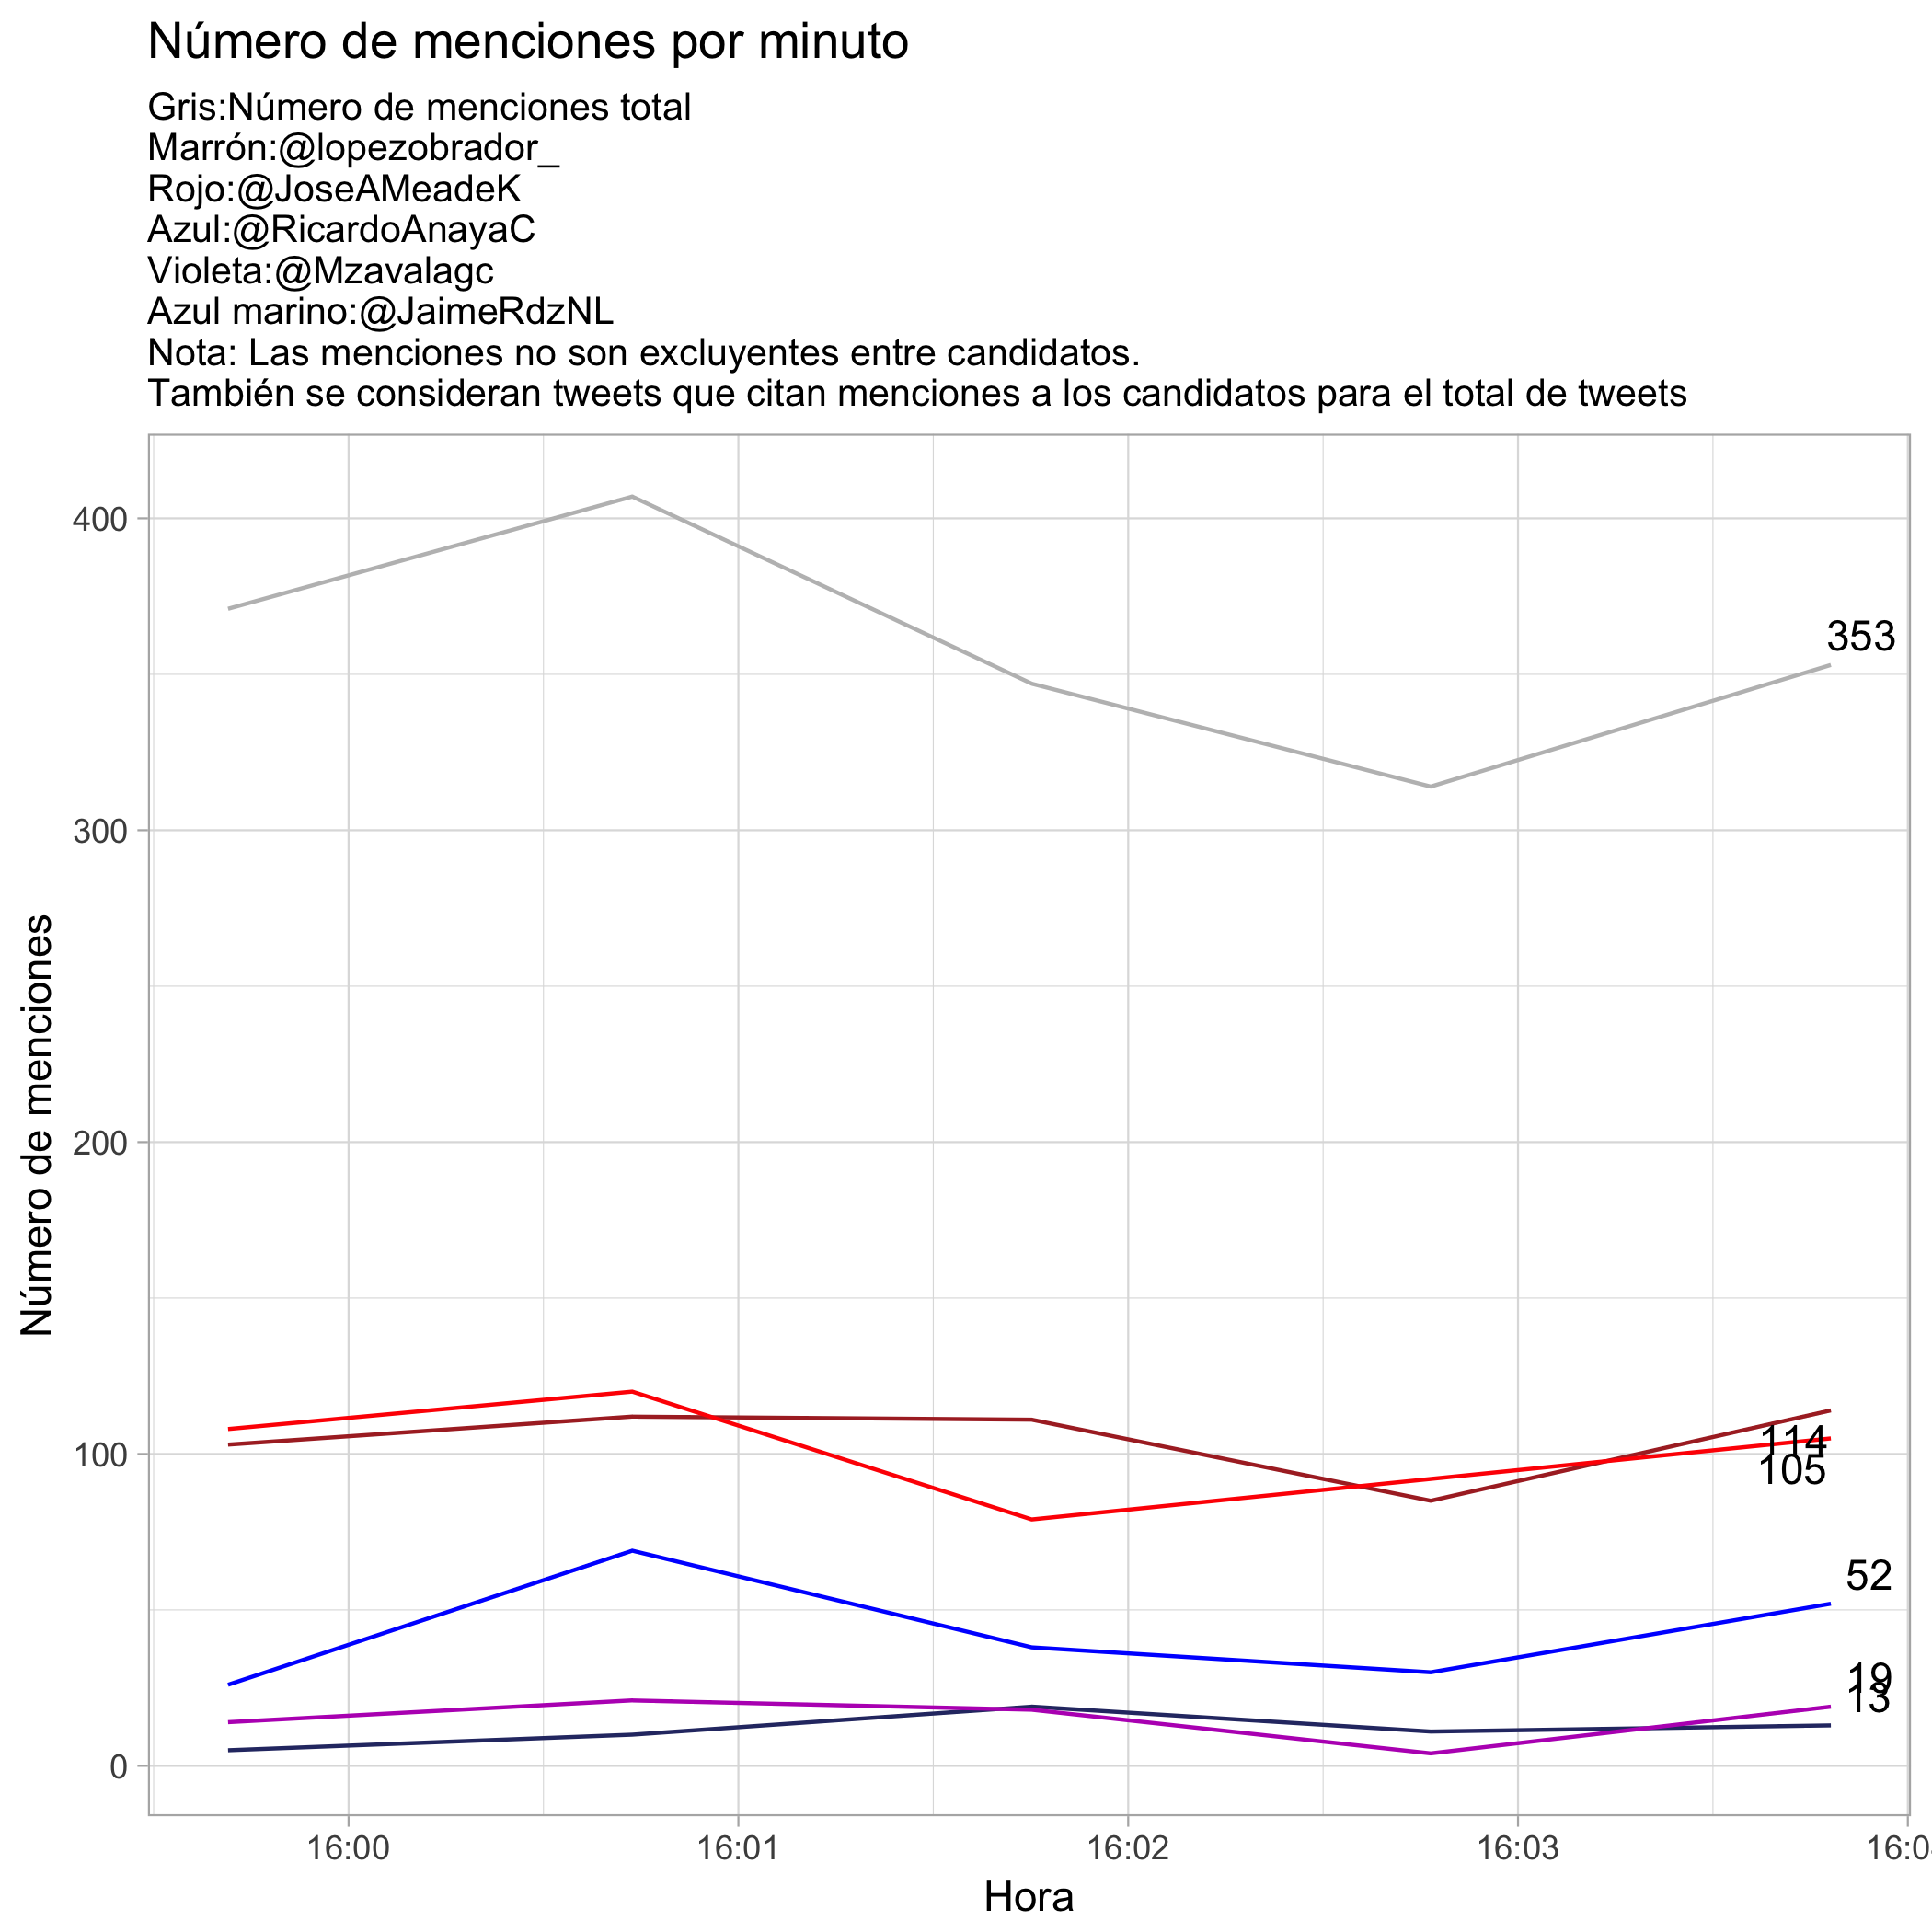 Número de menciones por minuto
Gris:Número de menciones total
Marrón:@lopezobrador_
Rojo:@JoseAMeadeK
Azul:@RicardoAnayaC
Violeta:@Mzavalagc
Azul marino:@JaimeRdzNL
Nota: Las menciones no son excluyentes entre candidatos.
También se consideran tweets que citan menciones a los candidatos para el total de tweets
400
353
300
Número de menciones
200
100
114
105
52
19
13
0
16:00 16:01 16:02 16:03
Hora